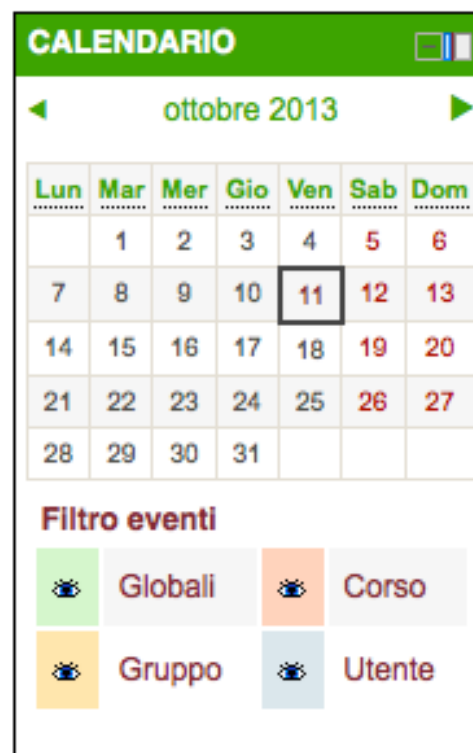 CALENDARIO
ottobre 2013
Lun Mar Mer Gio Ven Sab Dom
1 2 3 4 5 6
7 8 9 10 11 12 13
14 15 16 17 18 19 20
21 22 23 24 25 26 27
28 29 30 31
Filtro eventi
Globali Corso
Gruppo Utente